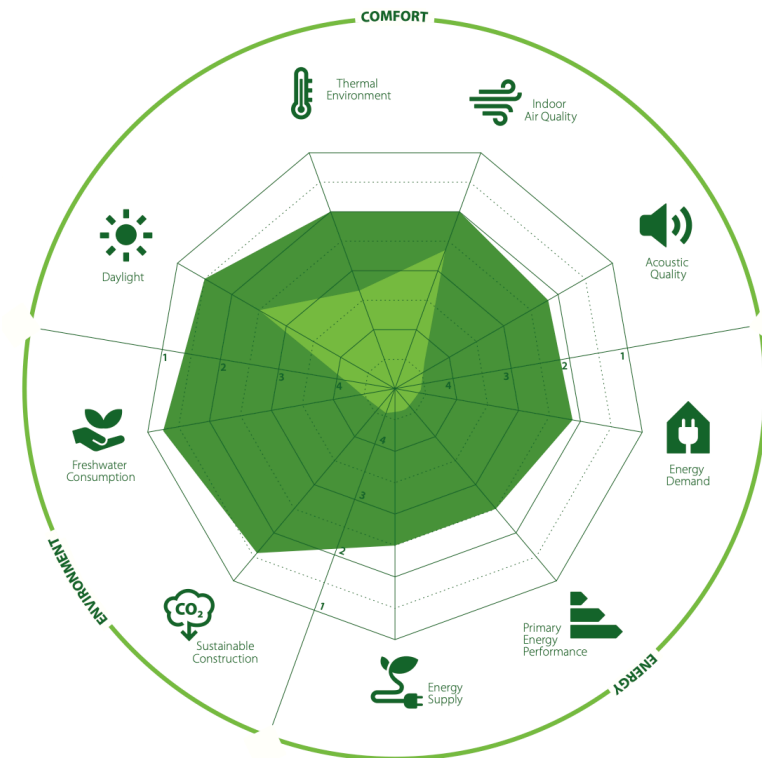 COMFORT
Thermal
Environment
Indoor
Air Quality
Daylight
Acoustic
Quality
1
2
3
4
4
3
2
1
Freshwater
Consumption
Energy
Demand
4
3
2
1
ENVIRONMENT
CO₂
Sustainable
Construction
Primary
Energy
Performance
ENERGY
Energy
Supply